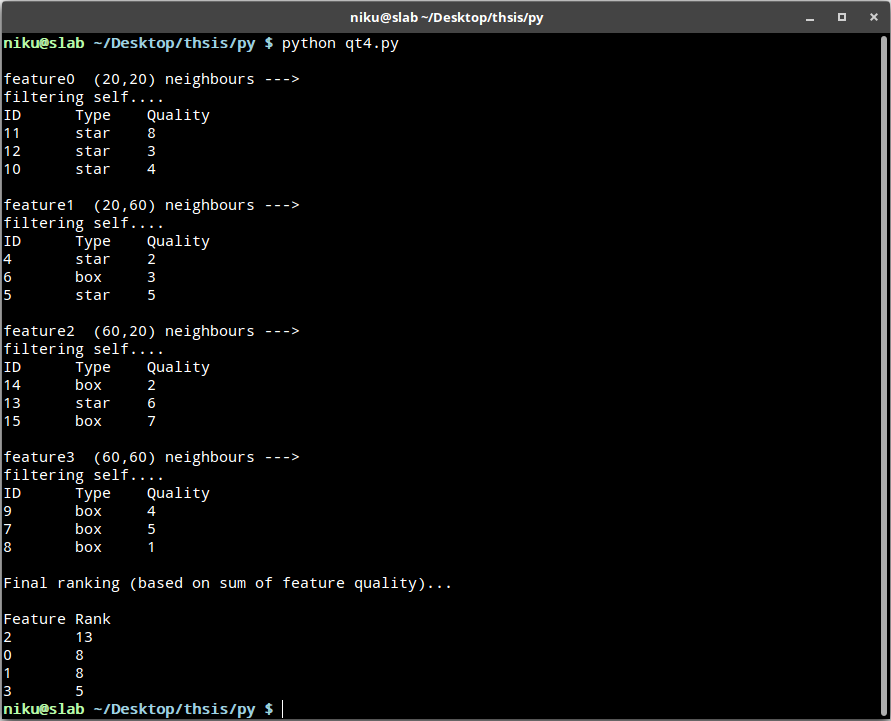 niku@slab ~/Desktop/thsis/py
niku@slab ~/Desktop/thsis/py $ python qt4.py
feature0  (20,20) neighbours --->
filtering self....
ID      Type    Quality
11      star    8
12      star    3
10      star    4
feature1  (20,60) neighbours --->
filtering self....
ID      Type    Quality
4       star    2
6       box     3
5       star    5
feature2  (60,20) neighbours --->
filtering self....
ID      Type    Quality
14      box     2
13      star    6
15      box     7
feature3  (60,60) neighbours --->
filtering self....
ID      Type    Quality
9       box     4
7       box     5
8       box     1
Final ranking (based on sum of feature quality)...
Feature Rank
2       13
0       8
1       8
3       5
niku@slab ~/Desktop/thsis/py $